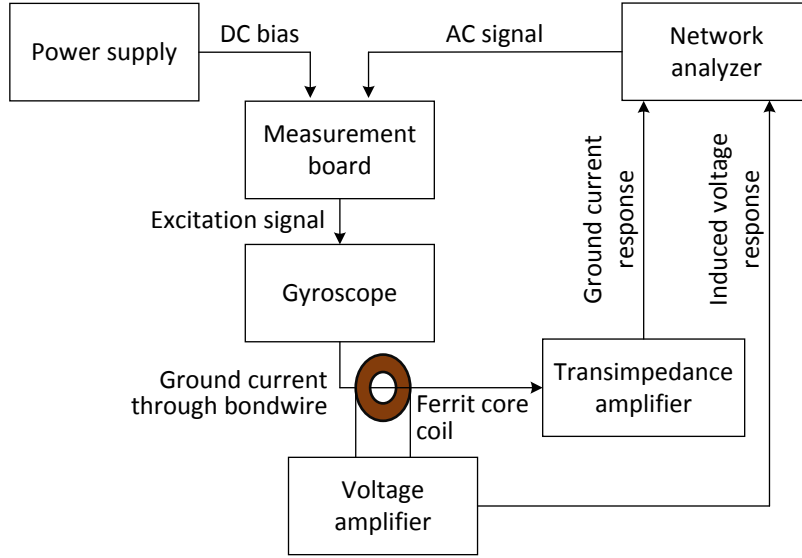 Power supply
DC bias
AC signal
Network
analyzer
Measurement
board
Ground current
response
Induced voltage
response
Excitation signal
Gyroscope
Ground current
through bondwire
Ferrit core
coil
Transimpedance
amplifier
Voltage
amplifier